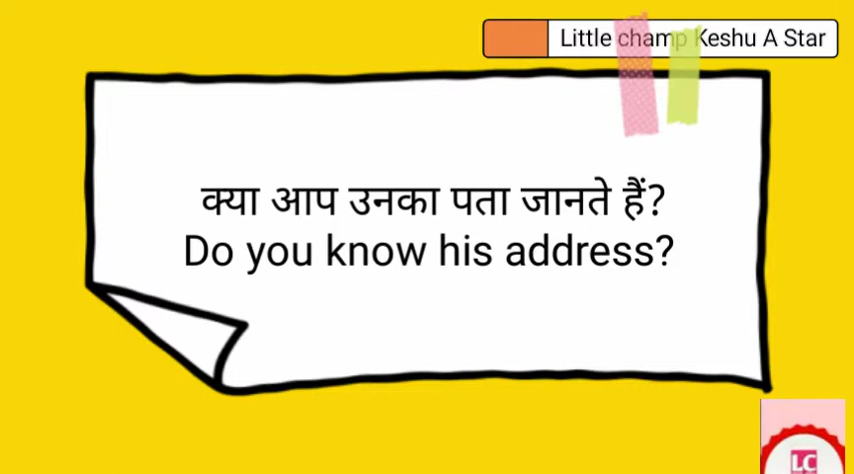 Little champ Keshu A Star
क्या आप उनका पता जानते हैं?
Do you know his address?
LC